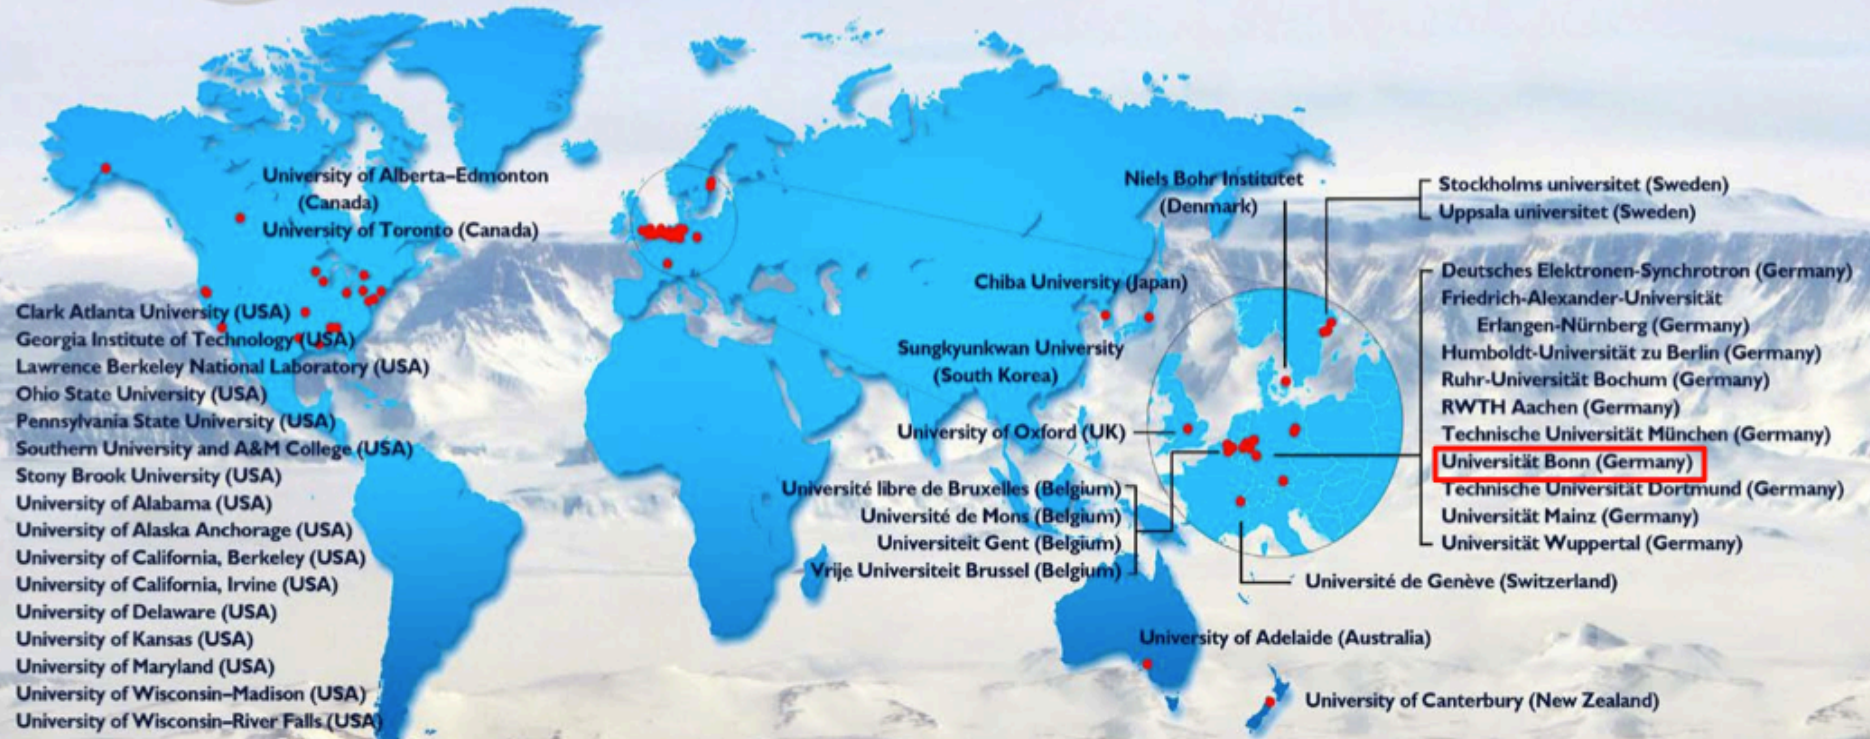 University of Alberta–Edmonton
(Canada)
University of Toronto (Canada)
Clark Atlanta University (USA)
Georgia Institute of Technology (USA)
Lawrence Berkeley National Laboratory (USA)
Ohio State University (USA)
Pennsylvania State University (USA)
Southern University and A&M College (USA)
Stony Brook University (USA)
University of Alabama (USA)
University of Alaska Anchorage (USA)
University of California, Berkeley (USA)
University of California, Irvine (USA)
University of Delaware (USA)
University of Kansas (USA)
University of Maryland (USA)
University of Wisconsin–Madison (USA)
University of Wisconsin–River Falls (USA)
Niels Bohr Institutet
(Denmark)
Chiba University (Japan)
Sungkyunkwan University
(South Korea)
University of Oxford (UK)
Université libre de Bruxelles (Belgium)
Université de Mons (Belgium)
Universiteit Gent (Belgium)
Vrije Universiteit Brussel (Belgium)
Stockholms universitet (Sweden)
Uppsala universitet (Sweden)
Deutsches Elektronen-Synchrotron (Germany)
Friedrich-Alexander-Universität
Erlangen-Nürnberg (Germany)
Humboldt-Universität zu Berlin (Germany)
Ruhr-Universität Bochum (Germany)
RWTH Aachen (Germany)
Technische Universität München (Germany)
Universität Bonn (Germany)
Technische Universität Dortmund (Germany)
Universität Mainz (Germany)
Universität Wuppertal (Germany)
Université de Genève (Switzerland)
University of Adelaide (Australia)
University of Canterbury (New Zealand)